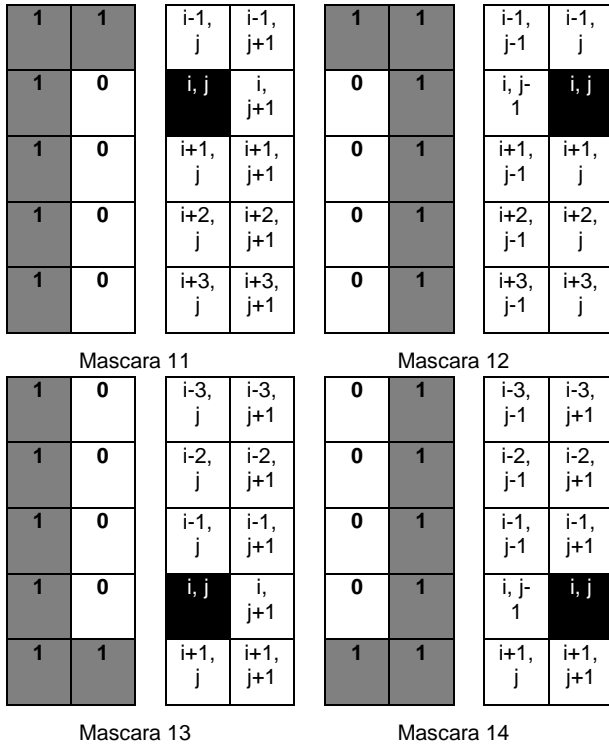 1 1 i-1, i-1, 1 1 i-1, i-1,
j j+1 j-1 j
1 0 i, j i, 0 1 i, j- i, j
j+1 1
1 0 i+1, i+1, 0 1 i+1, i+1,
j j+1 j-1 j
1 0 i+2, i+2, 0 1 i+2, i+2,
j j+1 j-1 j
1 0 i+3, i+3, 0 1 i+3, i+3,
j j+1 j-1 j
Mascara 11 Mascara 12
1 0 i-3, i-3, 0 1 i-3, i-3,
j j+1 j-1 j+1
1 0 i-2, i-2, 0 1 i-2, i-2,
j j+1 j-1 j+1
1 0 i-1, i-1, 0 1 i-1, i-1,
j j+1 j-1 j+1
1 0 i, j i, 0 1 i, j- i, j
j+1 1
1 1 i+1, i+1, 1 1 i+1, i+1,
j j+1 j j+1
Mascara 13 Mascara 14